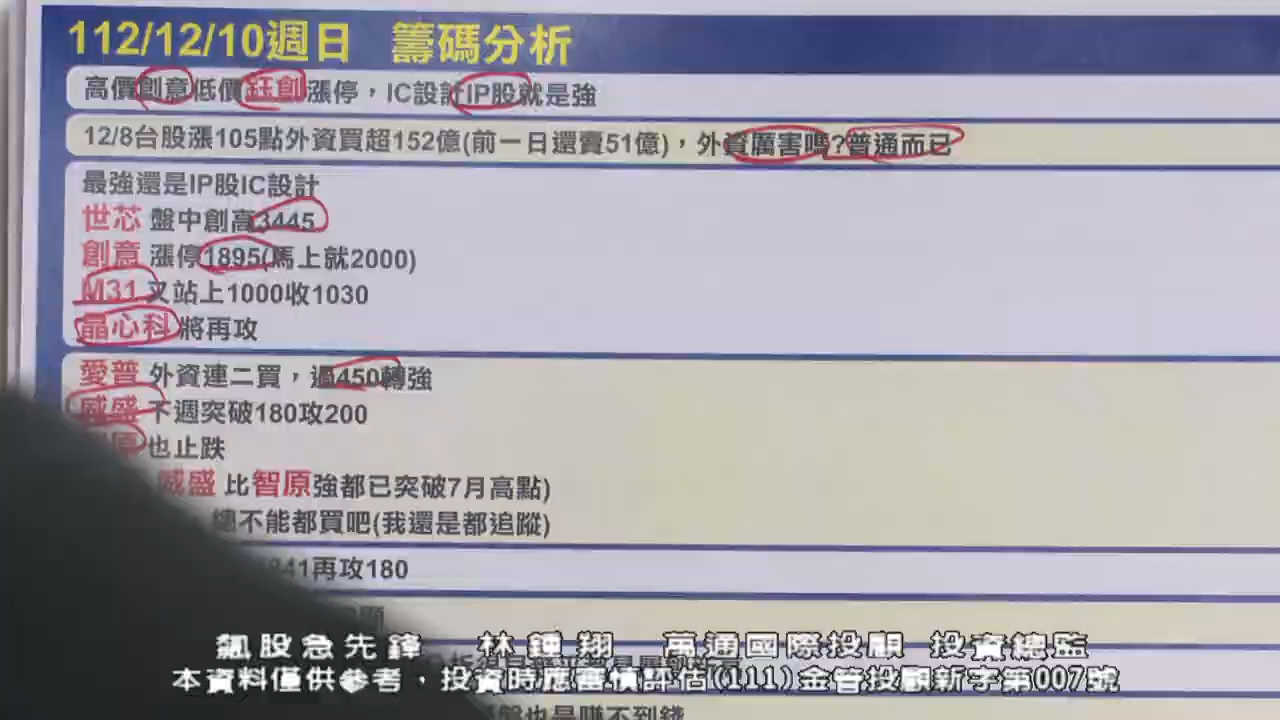 112/12/10週日 籌碼分析
高價創意低價鈺創漲停，IC設計IP股就是強
12/8台股漲105點外資買超152億(前一日還賣51億)，外資厲害嗎?普通而已
最強還是IP股IC設計
世芯 盤中創高3445
創意 漲停1895(馬上就2000)
M31 又站上1000收1030
晶心科 將再攻
愛普 外資連二買，過450轉強
威盛 下週突破180攻200
原 也止跌
威盛 比智原強都已突破7月高點)
總不能都買吧(我還是都追蹤)
41再攻180
飆股急先鋒 林鍾翔 萬通國際投顧 投資總監
本資料僅供參考，投資時應審慎評估(111)金管投顧新字第007號
盤也是賺不到錢